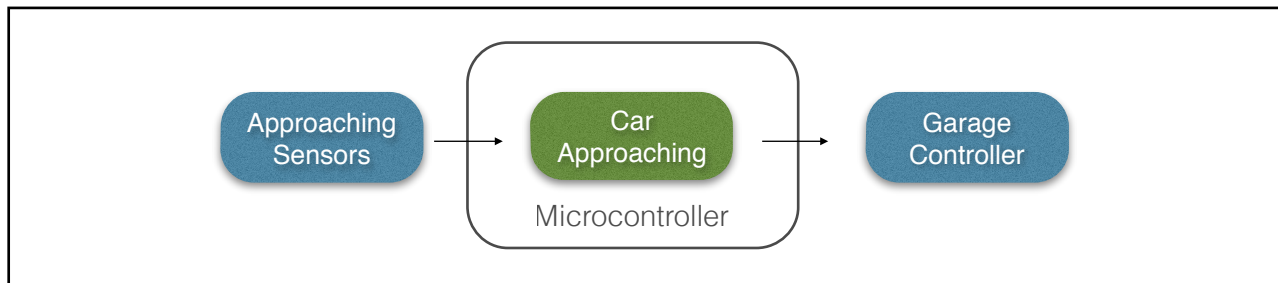 Approaching
Sensors
Car
Approaching
Garage
Controller
Microcontroller